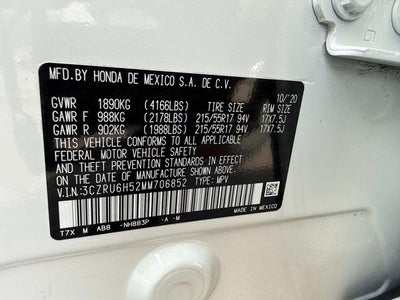 MFD.BY HONDA DE MEXICO S.A. DE C.V.
10/'20
GVWR 1890KG (4166LBS) TIRE SIZE RIM SIZE
GAWR F 988KG (2178LBS) 215/55R17 94V 17X7.5J
GAWR R 902KG (1988LBS) 215/55R17 94V 17X7.5J
THIS VEHICLE CONFORMS TO ALL APPLICABLE
FEDERAL MOTOR VEHICLE SAFETY, BUMPER
AND THEFT PREVENTION STANDARDS IN EFFECT
ON THE DATE OF MANUFACTURE SHOWN ABOVE.
V.I.N:3CZRU6H52MM706852 TYPE: MPV
T7X M ABB -NH883P -A -M
MADE IN MEXICO